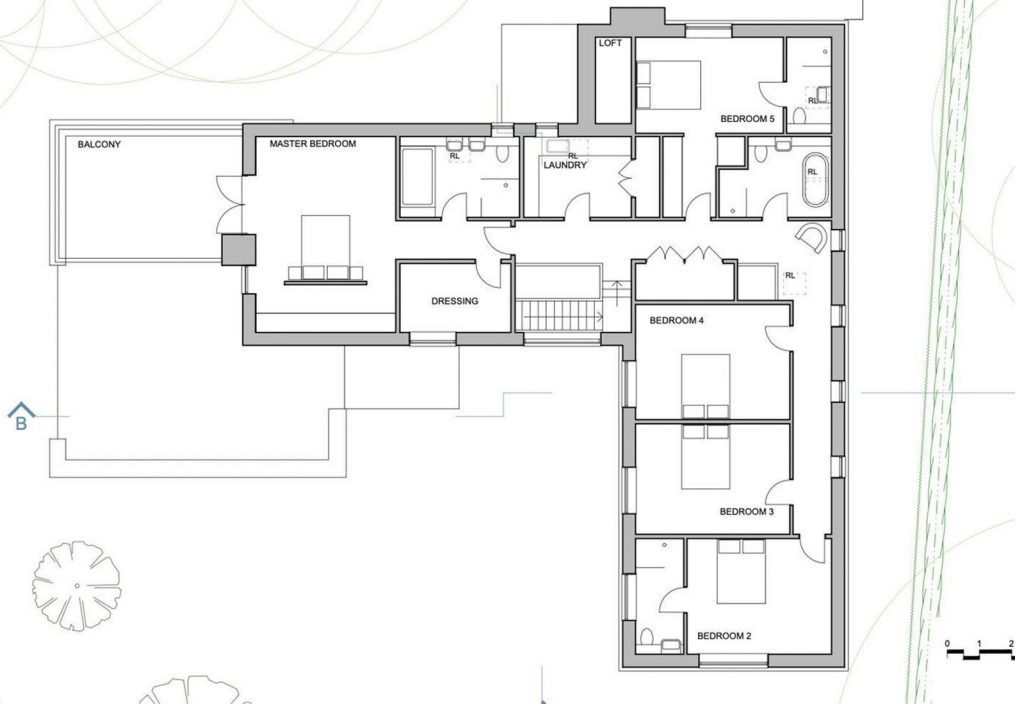 LOFT
BEDROOM 5
RL
BALCONY
MASTER BEDROOM
RL
RL
LAUNDRY
RL
RL
DRESSING
BEDROOM 4
B
BEDROOM 3
BEDROOM 2
0 1 2